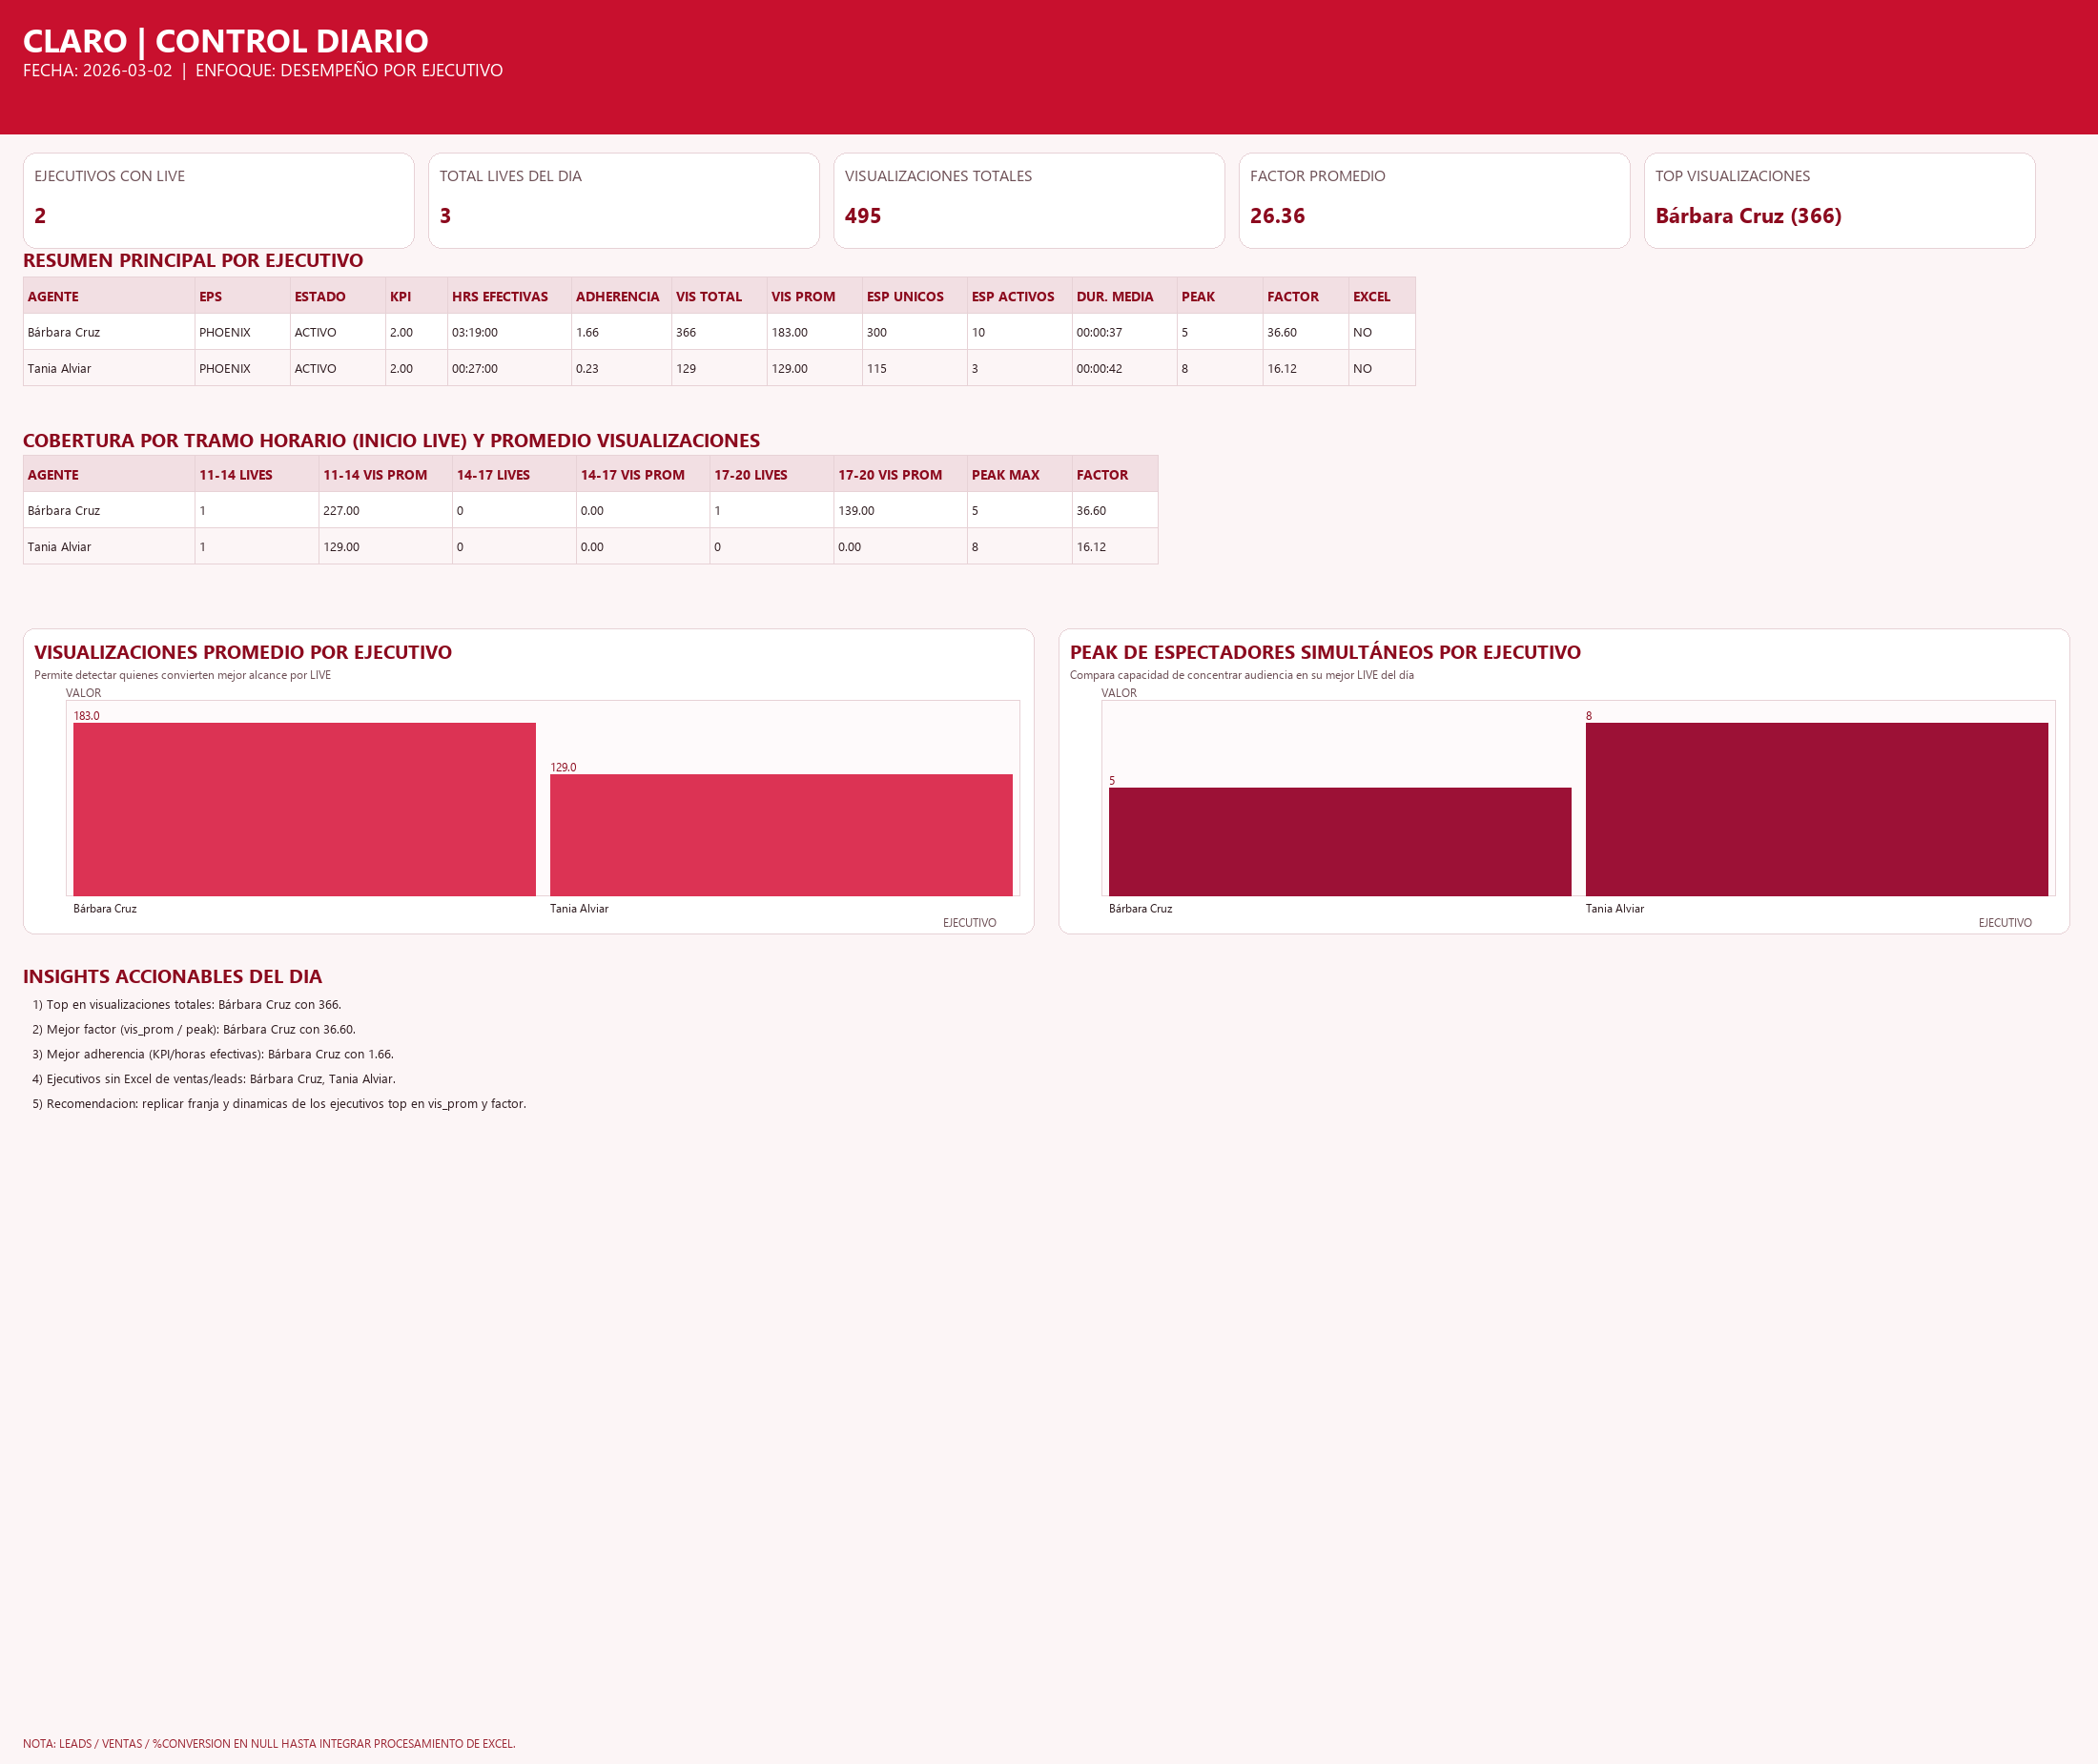 CLARO | CONTROL DIARIO
FECHA: 2026-03-02 | ENFOQUE: DESEMPEÑO POR EJECUTIVO
EJECUTIVOS CON LIVE
2
TOTAL LIVES DEL DIA
3
VISUALIZACIONES TOTALES
495
FACTOR PROMEDIO
26.36
TOP VISUALIZACIONES
Bárbara Cruz (366)
RESUMEN PRINCIPAL POR EJECUTIVO
AGENTE EPS ESTADO KPI HRS EFECTIVAS ADHERENCIA VIS TOTAL VIS PROM ESP UNICOS ESP ACTIVOS DUR. MEDIA PEAK FACTOR EXCEL
Bárbara Cruz PHOENIX ACTIVO 2.00 03:19:00 1.66 366 183.00 300 10 00:00:37 5 36.60 NO
Tania Alviar PHOENIX ACTIVO 2.00 00:27:00 0.23 129 129.00 115 3 00:00:42 8 16.12 NO
COBERTURA POR TRAMO HORARIO (INICIO LIVE) Y PROMEDIO VISUALIZACIONES
AGENTE 11-14 LIVES 11-14 VIS PROM 14-17 LIVES 14-17 VIS PROM 17-20 LIVES 17-20 VIS PROM PEAK MAX FACTOR
Bárbara Cruz 1 227.00 0 0.00 1 139.00 5 36.60
Tania Alviar 1 129.00 0 0.00 0 0.00 8 16.12
VISUALIZACIONES PROMEDIO POR EJECUTIVO
Permite detectar quienes convierten mejor alcance por LIVE
VALOR
183.0
129.0
Bárbara Cruz
Tania Alviar
EJECUTIVO
PEAK DE ESPECTADORES SIMULTÁNEOS POR EJECUTIVO
Compara capacidad de concentrar audiencia en su mejor LIVE del día
VALOR
5
8
Bárbara Cruz
Tania Alviar
EJECUTIVO
INSIGHTS ACCIONABLES DEL DIA
1) Top en visualizaciones totales: Bárbara Cruz con 366.
2) Mejor factor (vis_prom / peak): Bárbara Cruz con 36.60.
3) Mejor adherencia (KPI/horas efectivas): Bárbara Cruz con 1.66.
4) Ejecutivos sin Excel de ventas/leads: Bárbara Cruz, Tania Alviar.
5) Recomendacion: replicar franja y dinamicas de los ejecutivos top en vis_prom y factor.
NOTA: LEADS / VENTAS / %CONVERSION EN NULL HASTA INTEGRAR PROCESAMIENTO DE EXCEL.